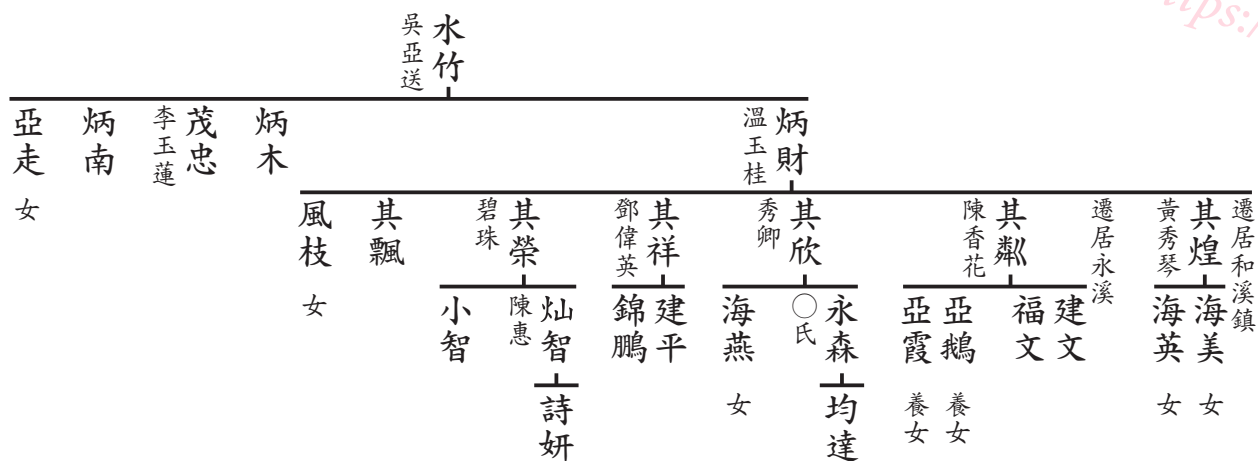 水竹
吳亞送
炳財
溫玉桂
炳木
茂忠
李玉蓮
炳南
亞走 女
遷居和溪鎮
其煌
黃秀琴
遷居永溪
其粼
陳香花
其欣
秀卿
其祥
鄧偉英
其榮
碧珠
其飄
風枝 女
海美 女
海英 女
建文
福文
亞鵝 養女
亞霞 養女
永森
○氏
海燕 女
建平
錦鵬
灿智
陳惠
小智
均達
詩妍
ttps:/